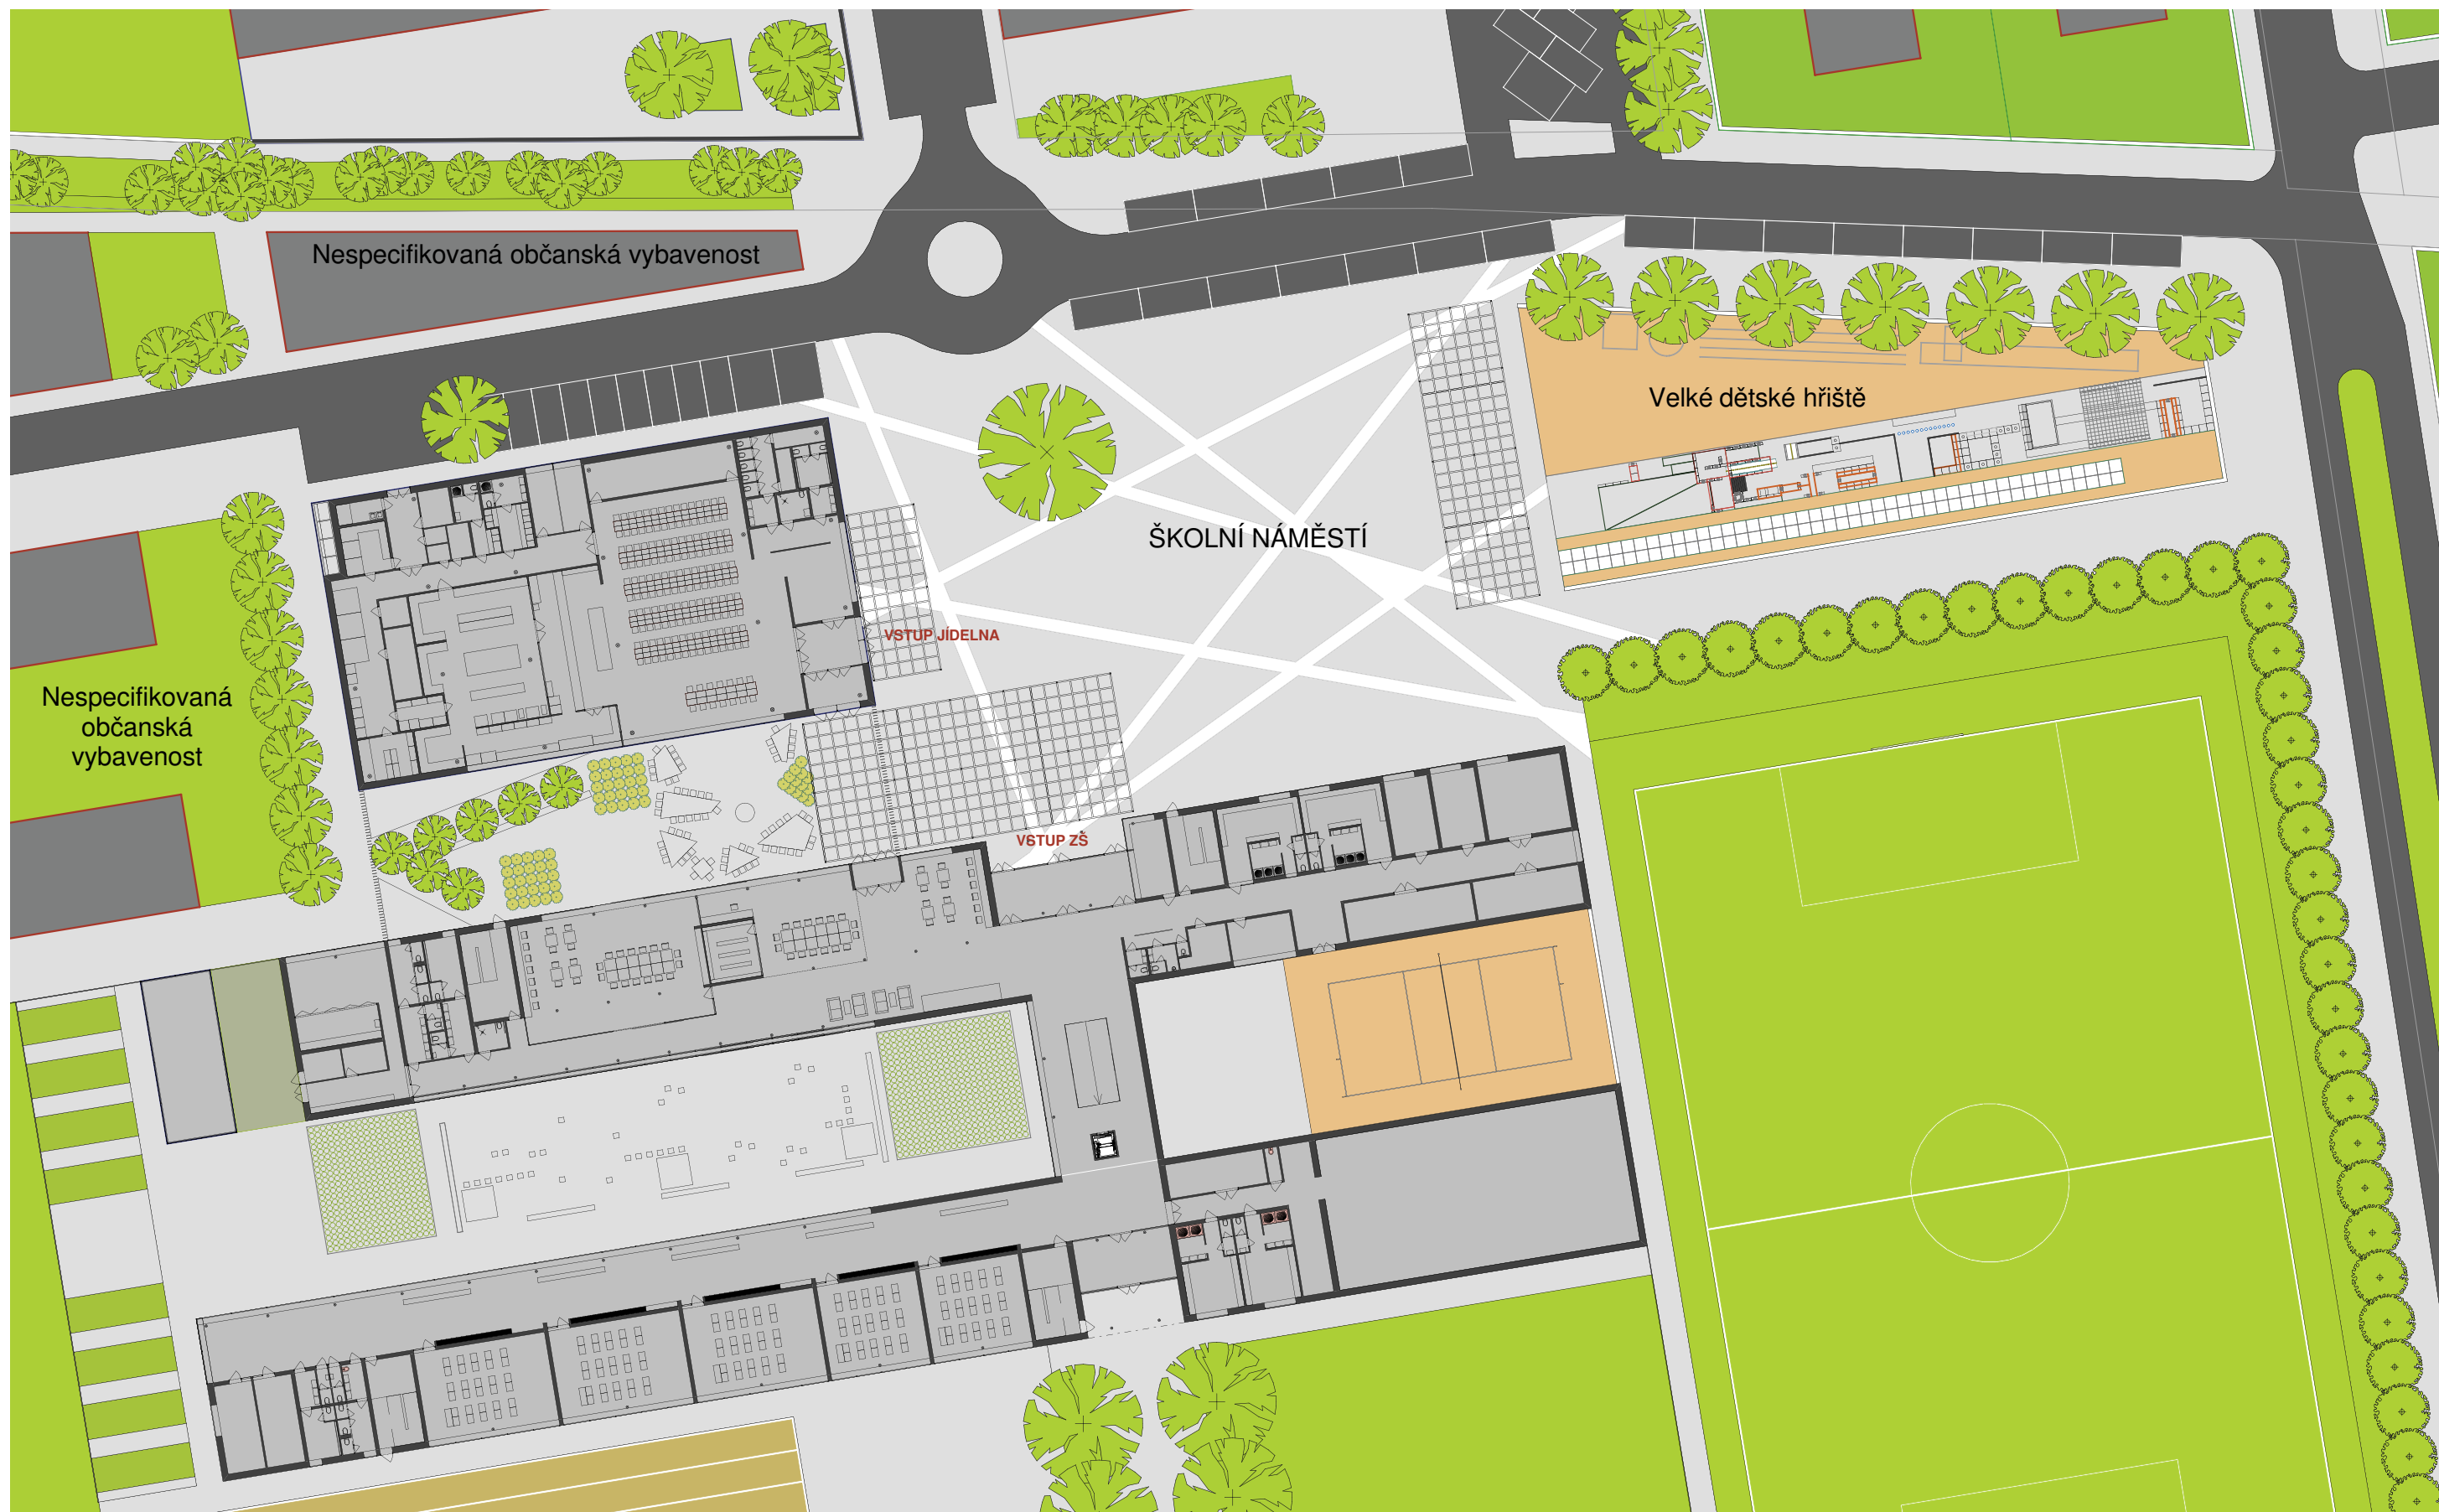 Nespecifikovaná občanská vybavenost
Velké dětské hřiště
ŠKOLNÍ NÁMĚSTÍ
VSTUP JÍDELNA
Nespecifikovaná
občanská
vybavenost
VSTUP ZŠ